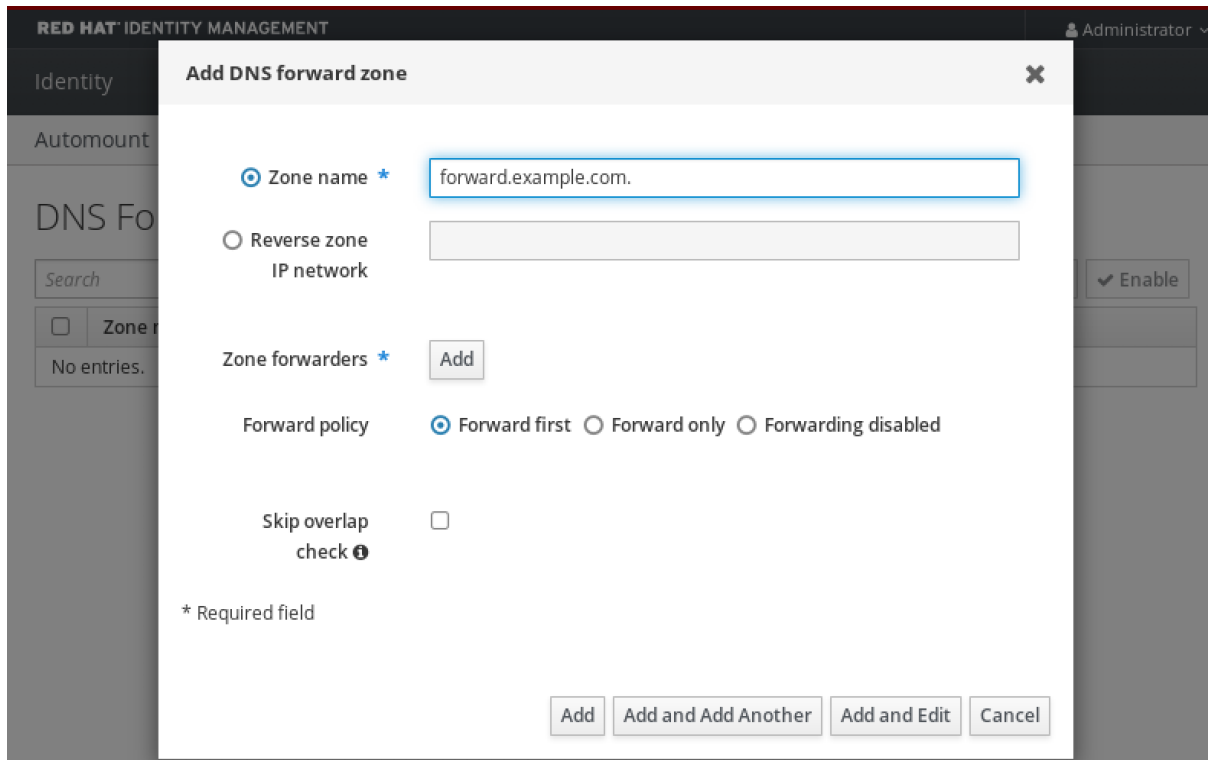 RED HAT® IDENTITY MANAGEMENT
Administrator
Add DNS forward zone
Identity
Automount
Zone name *
forward.example.com.
DNS Fo
Reverse zone
IP network
Search
Enable
Zone
No entries.
Zone forwarders *
Add
Forward policy
Forward first Forward only Forwarding disabled
Skip overlap
check
* Required field
Add Add and Add Another Add and Edit Cancel